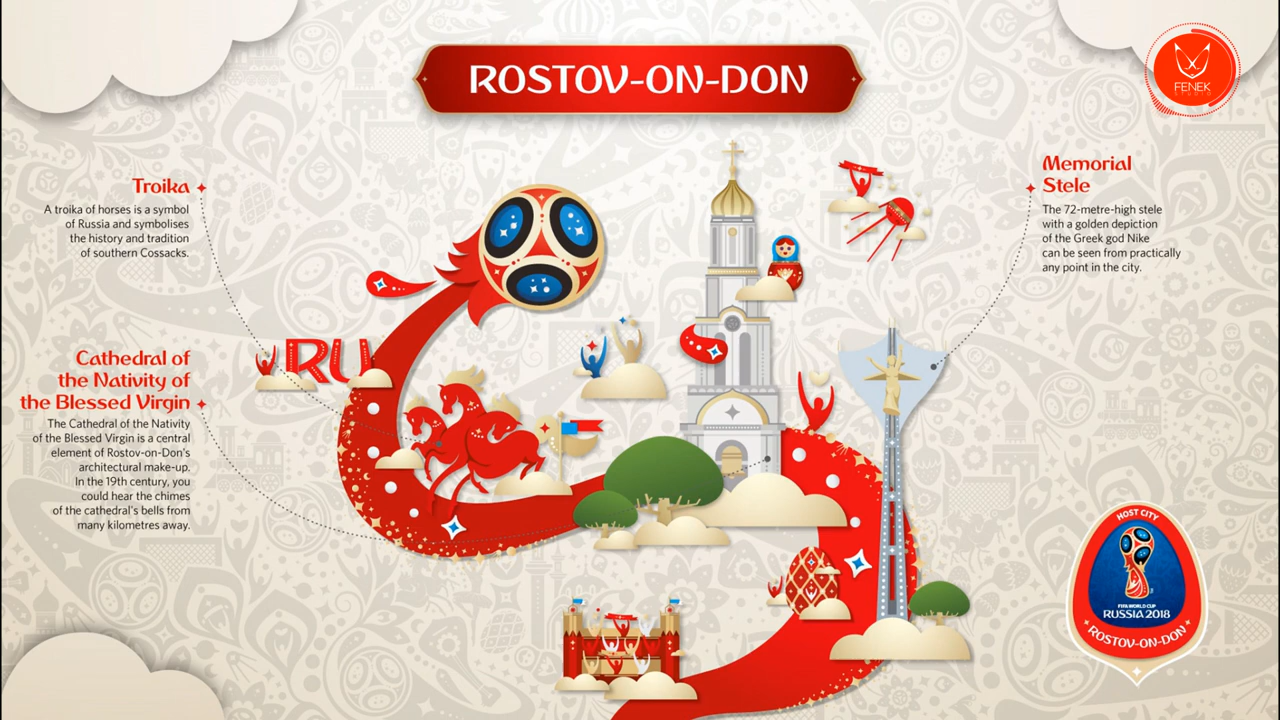 ROSTOV-ON-DON
FENEK
STUDIO
Troika
A troika of horses is a symbol
of Russia and symbolises
the history and tradition
of southern Cossacks.
Cathedral of
the Nativity of
the Blessed Virgin
The Cathedral of the Nativity
of the Blessed Virgin is a central
element of Rostov-on-Don's
architectural make-up.
In the 19th century, you
could hear the chimes
of the cathedral's bells from
many kilometres away.
RU
Memorial
Stele
The 72-metre-high stele
with a golden depiction
of the Greek god Nike
can be seen from practically
any point in the city.
HOST CITY
FIFA WORLD CUP
RUSSIA 2018
ROSTOV-ON-DON